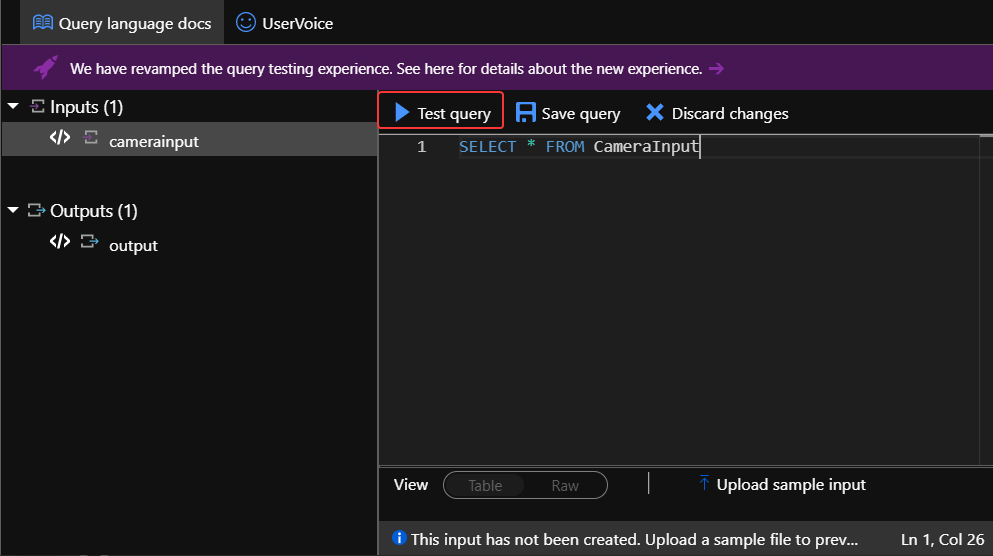 Query language docs UserVoice
We have revamped the query testing experience. See here for details about the new experience. →
Inputs (1)
</> camerainput
Outputs (1)
</> output
Test query Save query Discard changes
1 SELECT * FROM CameraInput
View Table Raw Upload sample input
This input has not been created. Upload a sample file to prev... Ln 1, Col 26